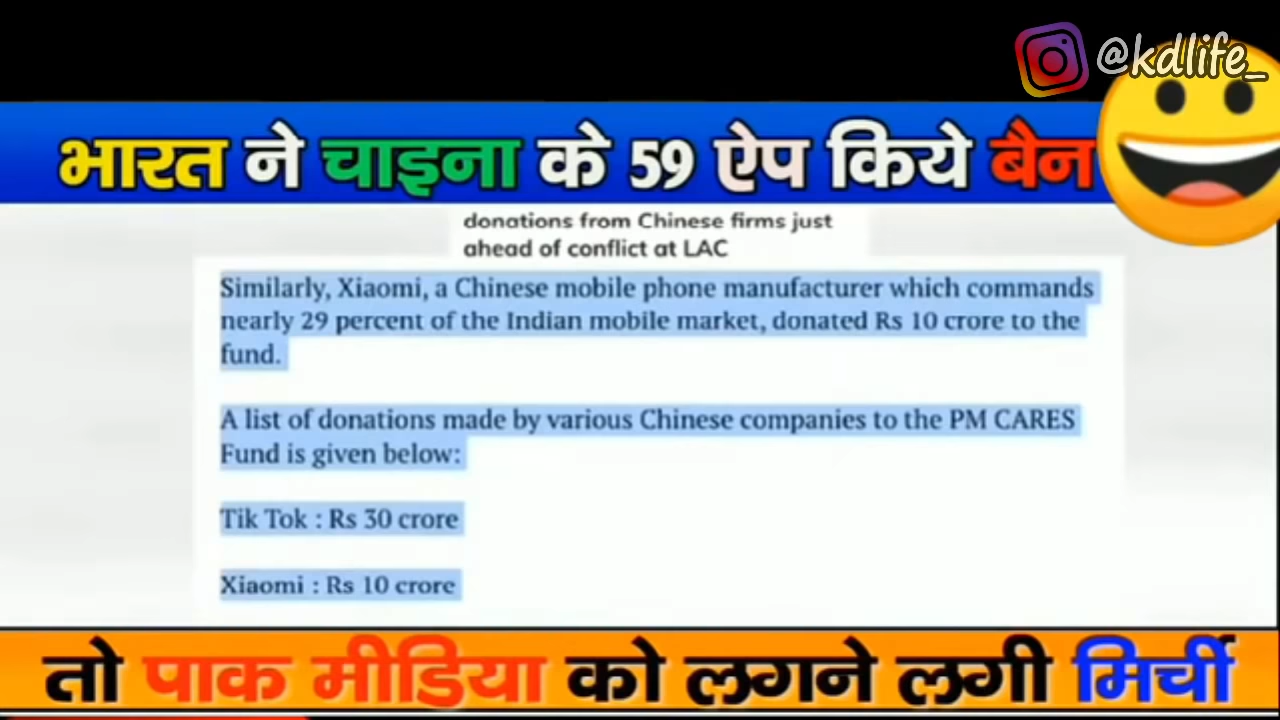 @kdlife_
भारत ने चाइना के 59 ऐप किये बैन
donations from Chinese firms just
ahead of conflict at LAC
Similarly, Xiaomi, a Chinese mobile phone manufacturer which commands
nearly 29 percent of the Indian mobile market, donated Rs 10 crore to the
fund.
A list of donations made by various Chinese companies to the PM CARES
Fund is given below:
Tik Tok : Rs 30 crore
Xiaomi : Rs 10 crore
तो पाक मीडिया को लगने लगी मिर्ची